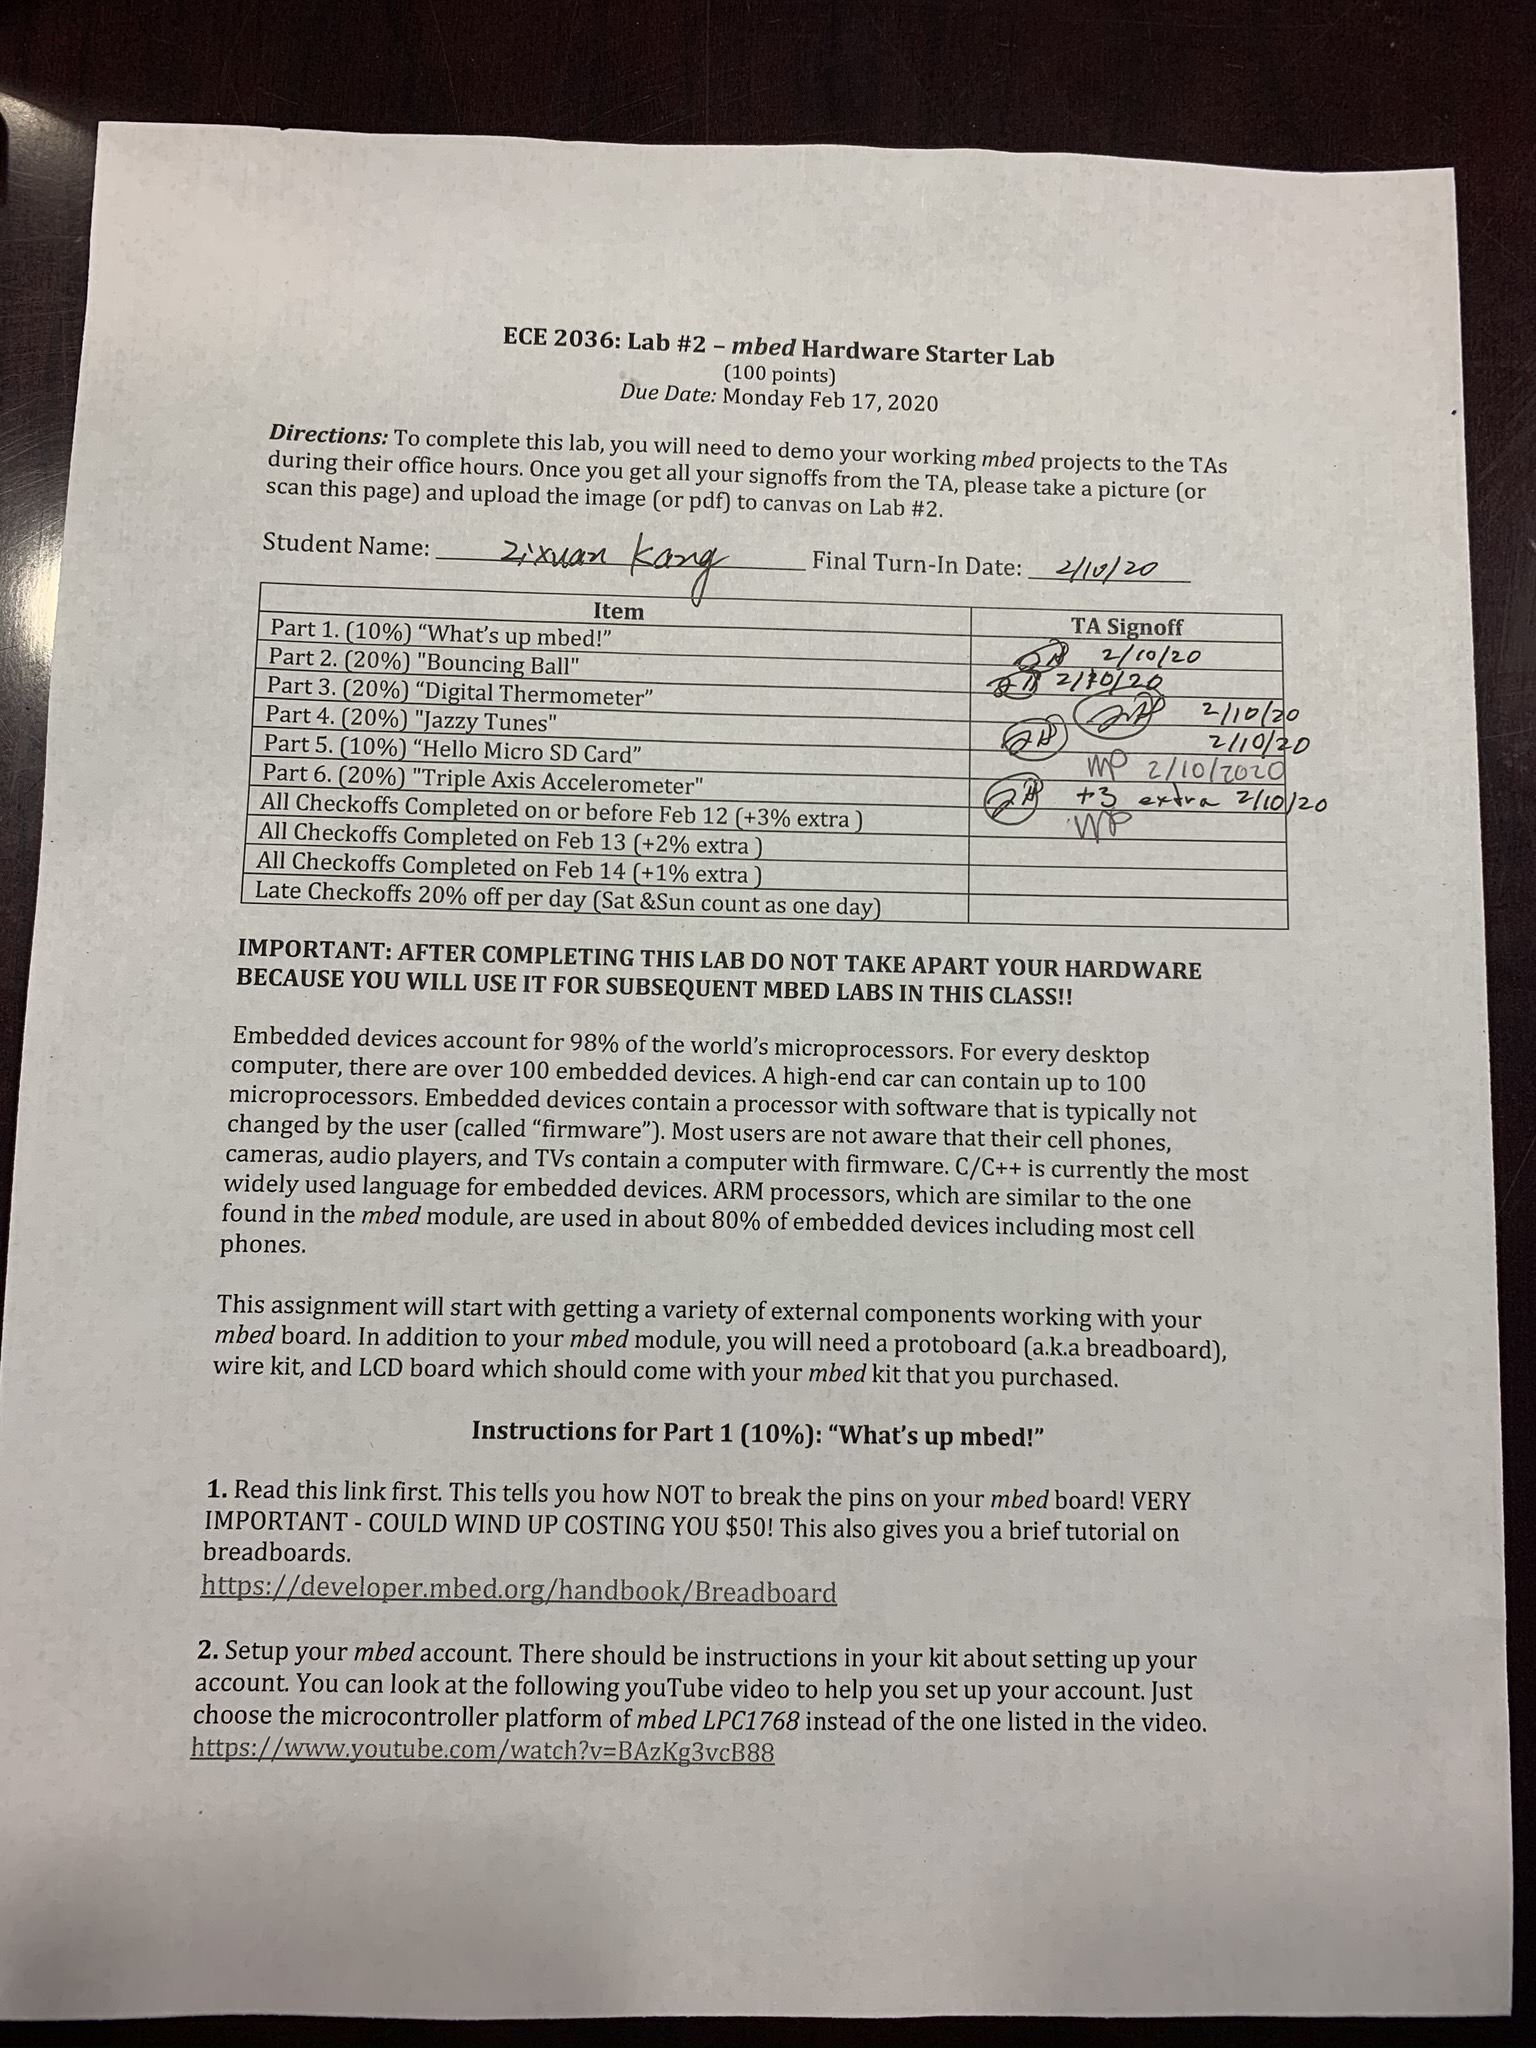 ECE 2036: Lab #2 – mbed Hardware Starter Lab
(100 points)
Due Date: Monday Feb 17, 2020
Directions: To complete this lab, you will need to demo your working mbed projects to the TAs
during their office hours. Once you get all your signoffs from the TA, please take a picture (or
scan this page) and upload the image (or pdf) to canvas on Lab #2.
Student Name: Zixuan Kang Final Turn-In Date: 2/10/20
Item TA Signoff
Part 1. (10%) “What’s up mbed!” 2/10/20
Part 2. (20%) "Bouncing Ball" 2/10/20
Part 3. (20%) “Digital Thermometer” 2/10/20
Part 4. (20%) "Jazzy Tunes" 2/10/20
Part 5. (10%) “Hello Micro SD Card” MP 2/10/2020
Part 6. (20%) "Triple Axis Accelerometer" +3 extra 2/10/20
All Checkoffs Completed on or before Feb 12 (+3% extra ) MP
All Checkoffs Completed on Feb 13 (+2% extra )
All Checkoffs Completed on Feb 14 (+1% extra )
Late Checkoffs 20% off per day (Sat &Sun count as one day)
IMPORTANT: AFTER COMPLETING THIS LAB DO NOT TAKE APART YOUR HARDWARE
BECAUSE YOU WILL USE IT FOR SUBSEQUENT MBED LABS IN THIS CLASS!!
Embedded devices account for 98% of the world’s microprocessors. For every desktop
computer, there are over 100 embedded devices. A high-end car can contain up to 100
microprocessors. Embedded devices contain a processor with software that is typically not
changed by the user (called “firmware”). Most users are not aware that their cell phones,
cameras, audio players, and TVs contain a computer with firmware. C/C++ is currently the most
widely used language for embedded devices. ARM processors, which are similar to the one
found in the mbed module, are used in about 80% of embedded devices including most cell
phones.
This assignment will start with getting a variety of external components working with your
mbed board. In addition to your mbed module, you will need a protoboard (a.k.a breadboard),
wire kit, and LCD board which should come with your mbed kit that you purchased.
Instructions for Part 1 (10%): “What’s up mbed!”
1. Read this link first. This tells you how NOT to break the pins on your mbed board! VERY
IMPORTANT - COULD WIND UP COSTING YOU $50! This also gives you a brief tutorial on
breadboards.
https://developer.mbed.org/handbook/Breadboard
2. Setup your mbed account. There should be instructions in your kit about setting up your
account. You can look at the following youTube video to help you set up your account. Just
choose the microcontroller platform of mbed LPC1768 instead of the one listed in the video.
https://www.youtube.com/watch?v=BAzKg3vcB88